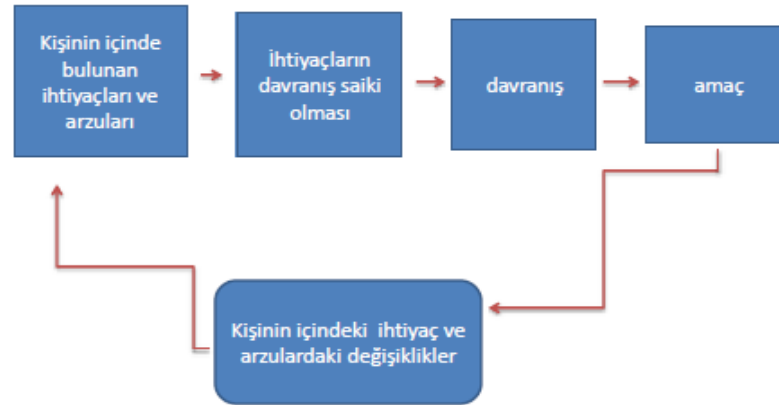 Kişinin içinde
bulunan
ihtiyaçları ve
arzuları
İhtiyaçların
davranış saiki
olması
davranış
amaç
Kişinin içindeki ihtiyaç ve
arzulardaki değişiklikler